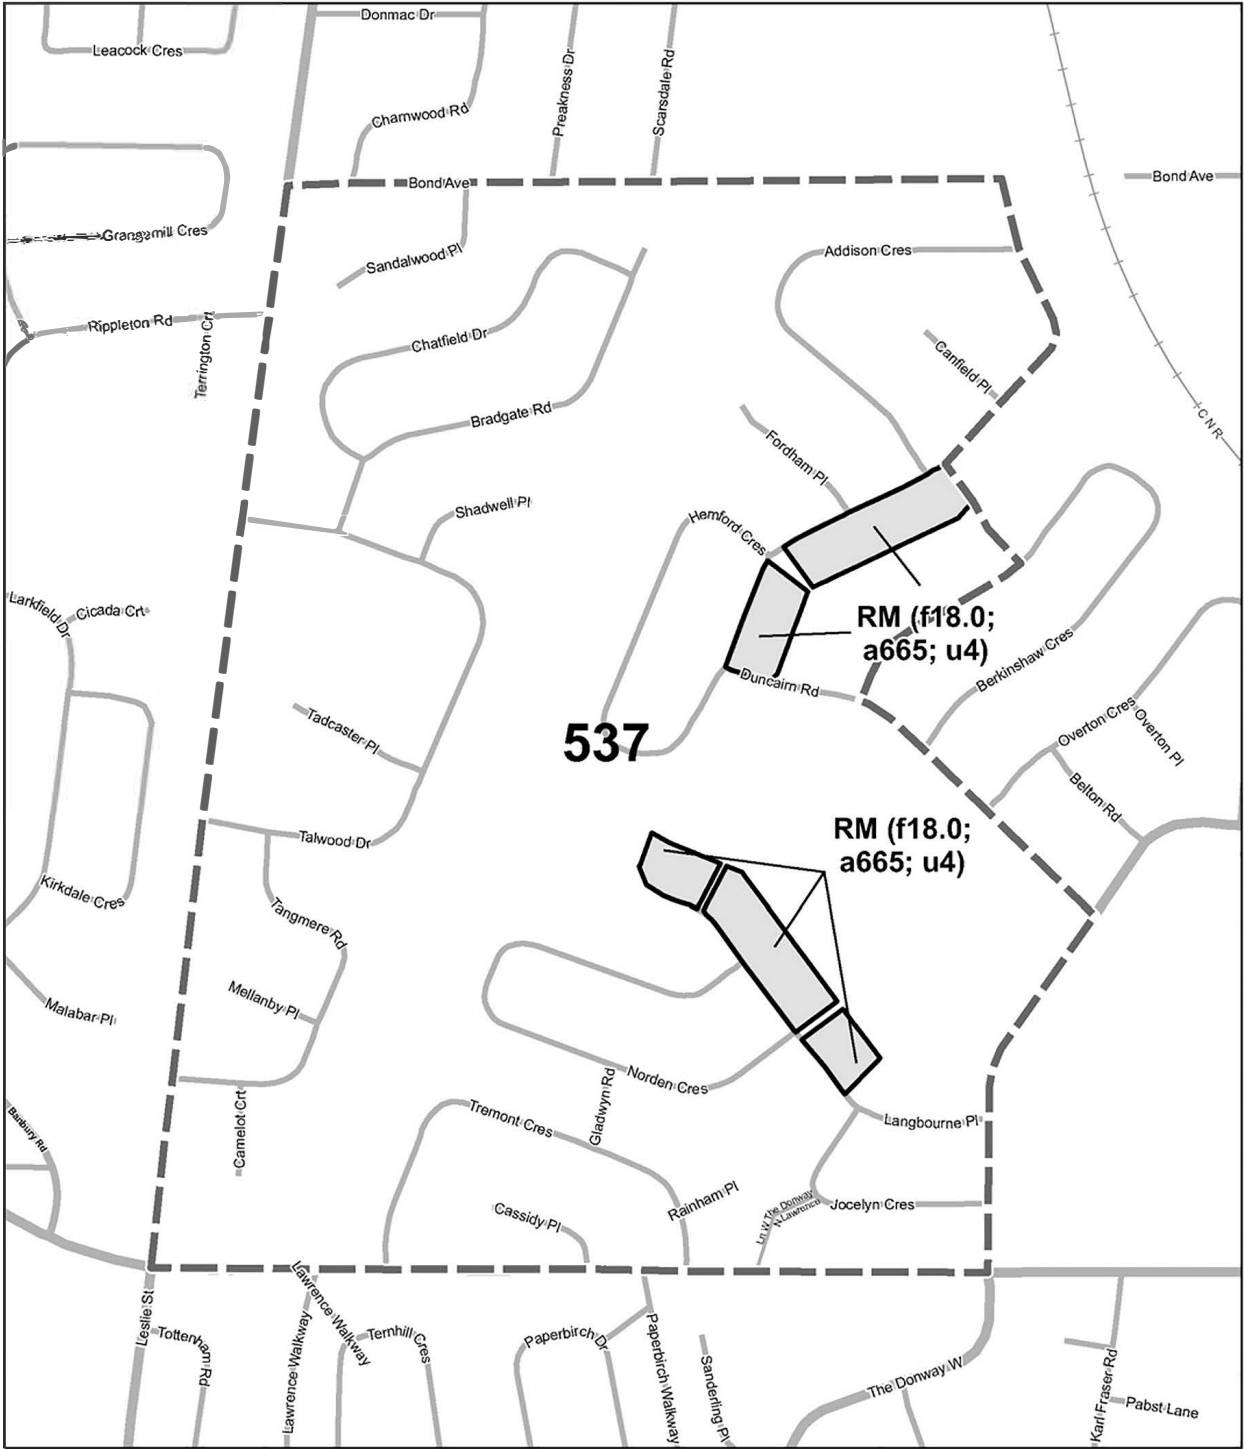 Donmac Dr
Leacock Cres
Preakness Dr
Scarsdale Rd
Charnwood Rd
Bond Ave
Bond Ave
Grangemill Cres
Sandalwood Pl
Addison Cres
Rippleton Rd
Terrington Crt
Chatfield Dr
Canfield Pl
Bradgate Rd
C N R
Fordham Pl
Shadwell Pl
Hemford Cres
Larkfield Dr
Cicada Crt
RM (f18.0;
a665; u4)
Berkinshaw Cres
Duncairn Rd
Tadcaster Pl
537
Overton Cres
Overton Pl
Belton Rd
Talwood Dr
RM (f18.0;
a665; u4)
Kirkdale Cres
Tangmere Rd
Mellanby Pl
Malabar Pl
Norden Cres
Gladwyn Rd
Tremont Cres
Langbourne Pl
Camelot Crt
Banbury Rd
Rainham Pl
Cassidy Pl
Ln W The Donway
N Lawrence
Jocelyn Cres
Leslie St
Lawrence Walkway
Lawrence Walkway
Tottenham Rd
Ternhill Cres
Paperbirch Dr
Paperbirch Walkway
Sanderling Pl
The Donway W
Karl Fraser Rd
Pabst Lane